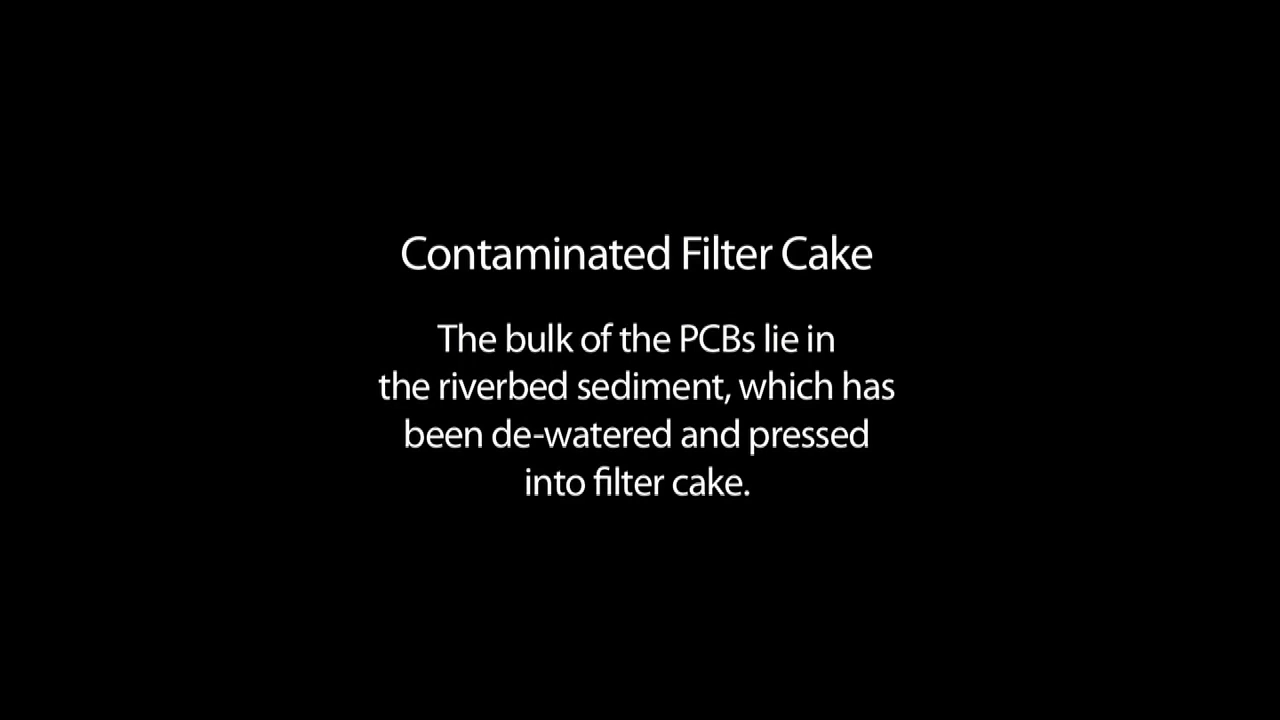 Contaminated Filter Cake
The bulk of the PCBs lie in
the riverbed sediment, which has
been de-watered and pressed
into filter cake.